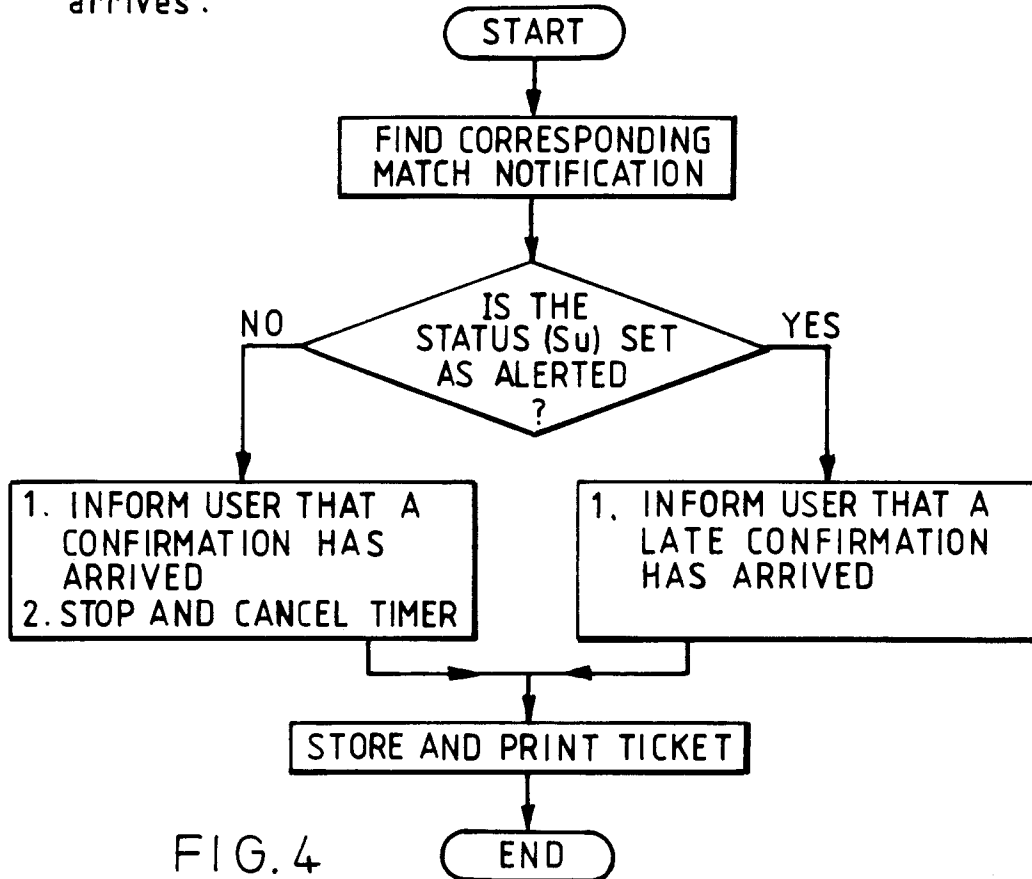 arrives.
START
FIND CORRESPONDING
MATCH NOTIFICATION
IS THE
STATUS (Su) SET
AS ALERTED
?
NO
YES
1. INFORM USER THAT A
CONFIRMATION HAS
ARRIVED
2. STOP AND CANCEL TIMER
1. INFORM USER THAT A
LATE CONFIRMATION
HAS ARRIVED
STORE AND PRINT TICKET
END
FIG. 4